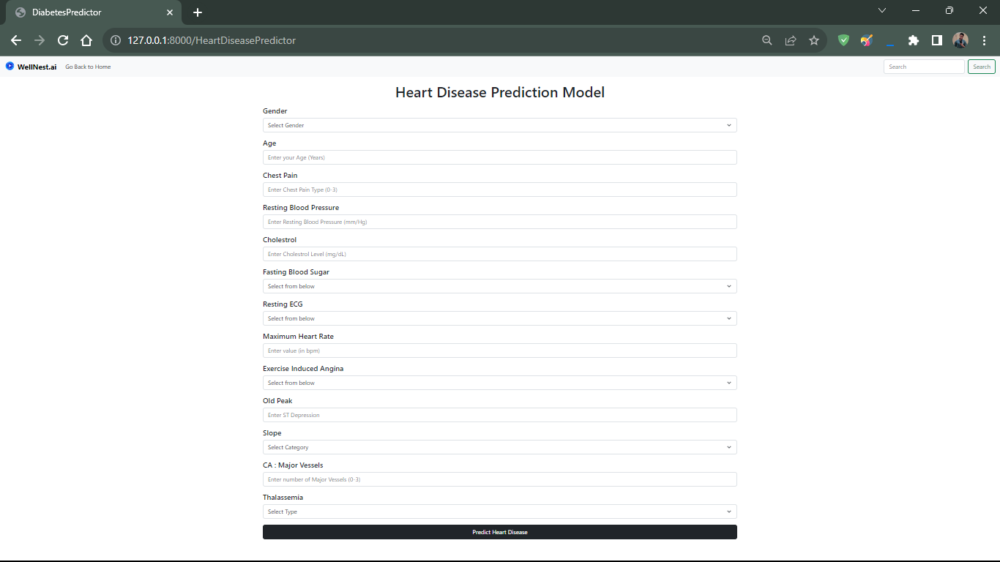 DiabetesPredictor
127.0.0.1:8000/HeartDiseasePredictor
WellNest.ai Go Back to Home Search Search
Heart Disease Prediction Model
Gender
Select Gender
Age
Enter your Age (Years)
Chest Pain
Enter Chest Pain Type (0-3)
Resting Blood Pressure
Enter Resting Blood Pressure (mm/Hg)
Cholestrol
Enter Cholestrol Level (mg/dL)
Fasting Blood Sugar
Select from below
Resting ECG
Select from below
Maximum Heart Rate
Enter value (in bpm)
Exercise Induced Angina
Select from below
Old Peak
Enter ST Depression
Slope
Select Category
CA : Major Vessels
Enter number of Major Vessels (0-3)
Thalassemia
Select Type
Predict Heart Disease